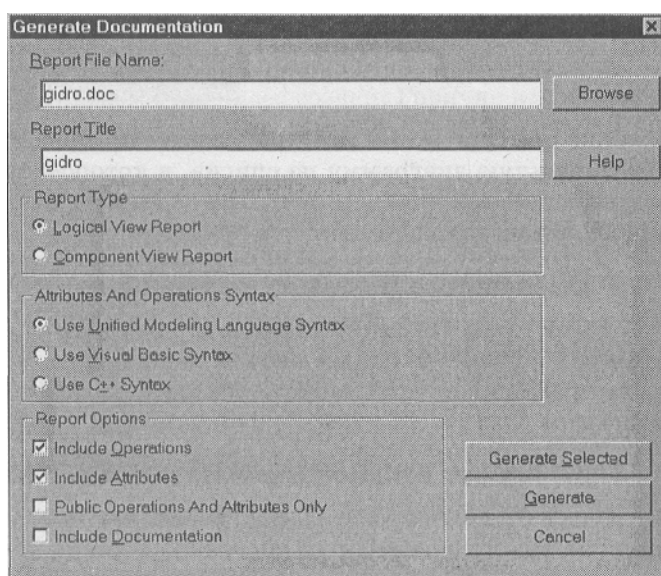 Generate Documentation
Report File Name:
gidro.doc
Browse
Report Title
gidro
Help
Report Type
Logical View Report
Component View Report
Attributes And Operations Syntax
Use Unified Modeling Language Syntax
Use Visual Basic Syntax
Use C++ Syntax
Report Options
Include Operations
Include Attributes
Public Operations And Attributes Only
Include Documentation
Generate Selected
Generate
Cancel